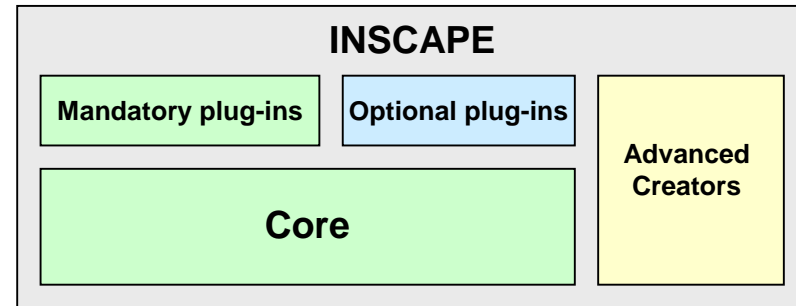 INSCAPE
Mandatory plug-ins
Optional plug-ins
Advanced
Creators
Core